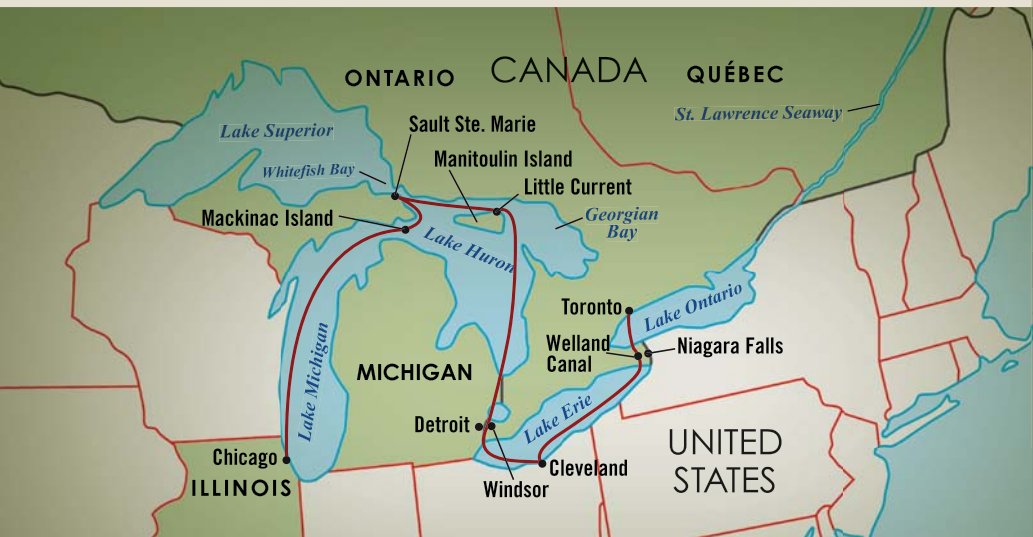 CANADA
ONTARIO
QUÉBEC
St. Lawrence Seaway
Lake Superior
Sault Ste. Marie
Whitefish Bay
Manitoulin Island
Little Current
Mackinac Island
Georgian
Bay
Lake Huron
Toronto
Lake Ontario
Welland
Canal
Niagara Falls
Lake Michigan
MICHIGAN
Detroit
Lake Erie
UNITED
STATES
Chicago
ILLINOIS
Cleveland
Windsor